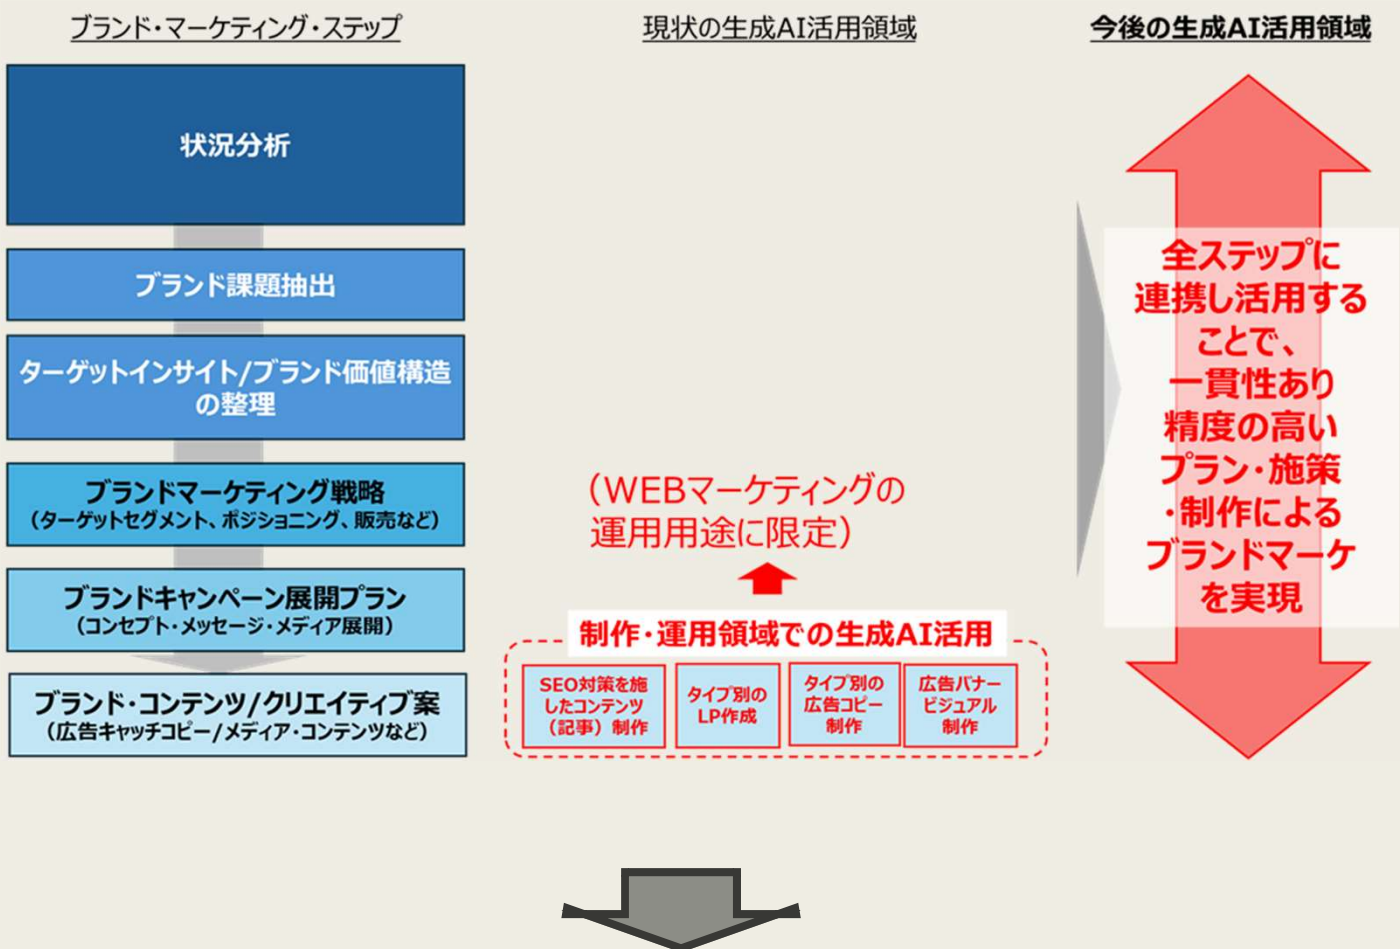 ブランド・マーケティング・ステップ
現状の生成AI活用領域
今後の生成AI活用領域
状況分析
ブランド課題抽出
ターゲットインサイト/ブランド価値構造
の整理
ブランドマーケティング戦略
（ターゲットセグメント、ポジショニング、販売など）
ブランドキャンペーン展開プラン
（コンセプト・メッセージ・メディア展開）
ブランド・コンテンツ/クリエイティブ案
（広告キャッチコピー/メディア・コンテンツなど）
（WEBマーケティングの
運用用途に限定）
制作・運用領域での生成AI活用
SEO対策を施
したコンテンツ
（記事）制作
タイプ別の
LP作成
タイプ別の
広告コピー
制作
広告バナー
ビジュアル
制作
全ステップに
連携し活用する
ことで、
一貫性あり
精度の高い
プラン・施策
・制作による
ブランドマーケ
を実現